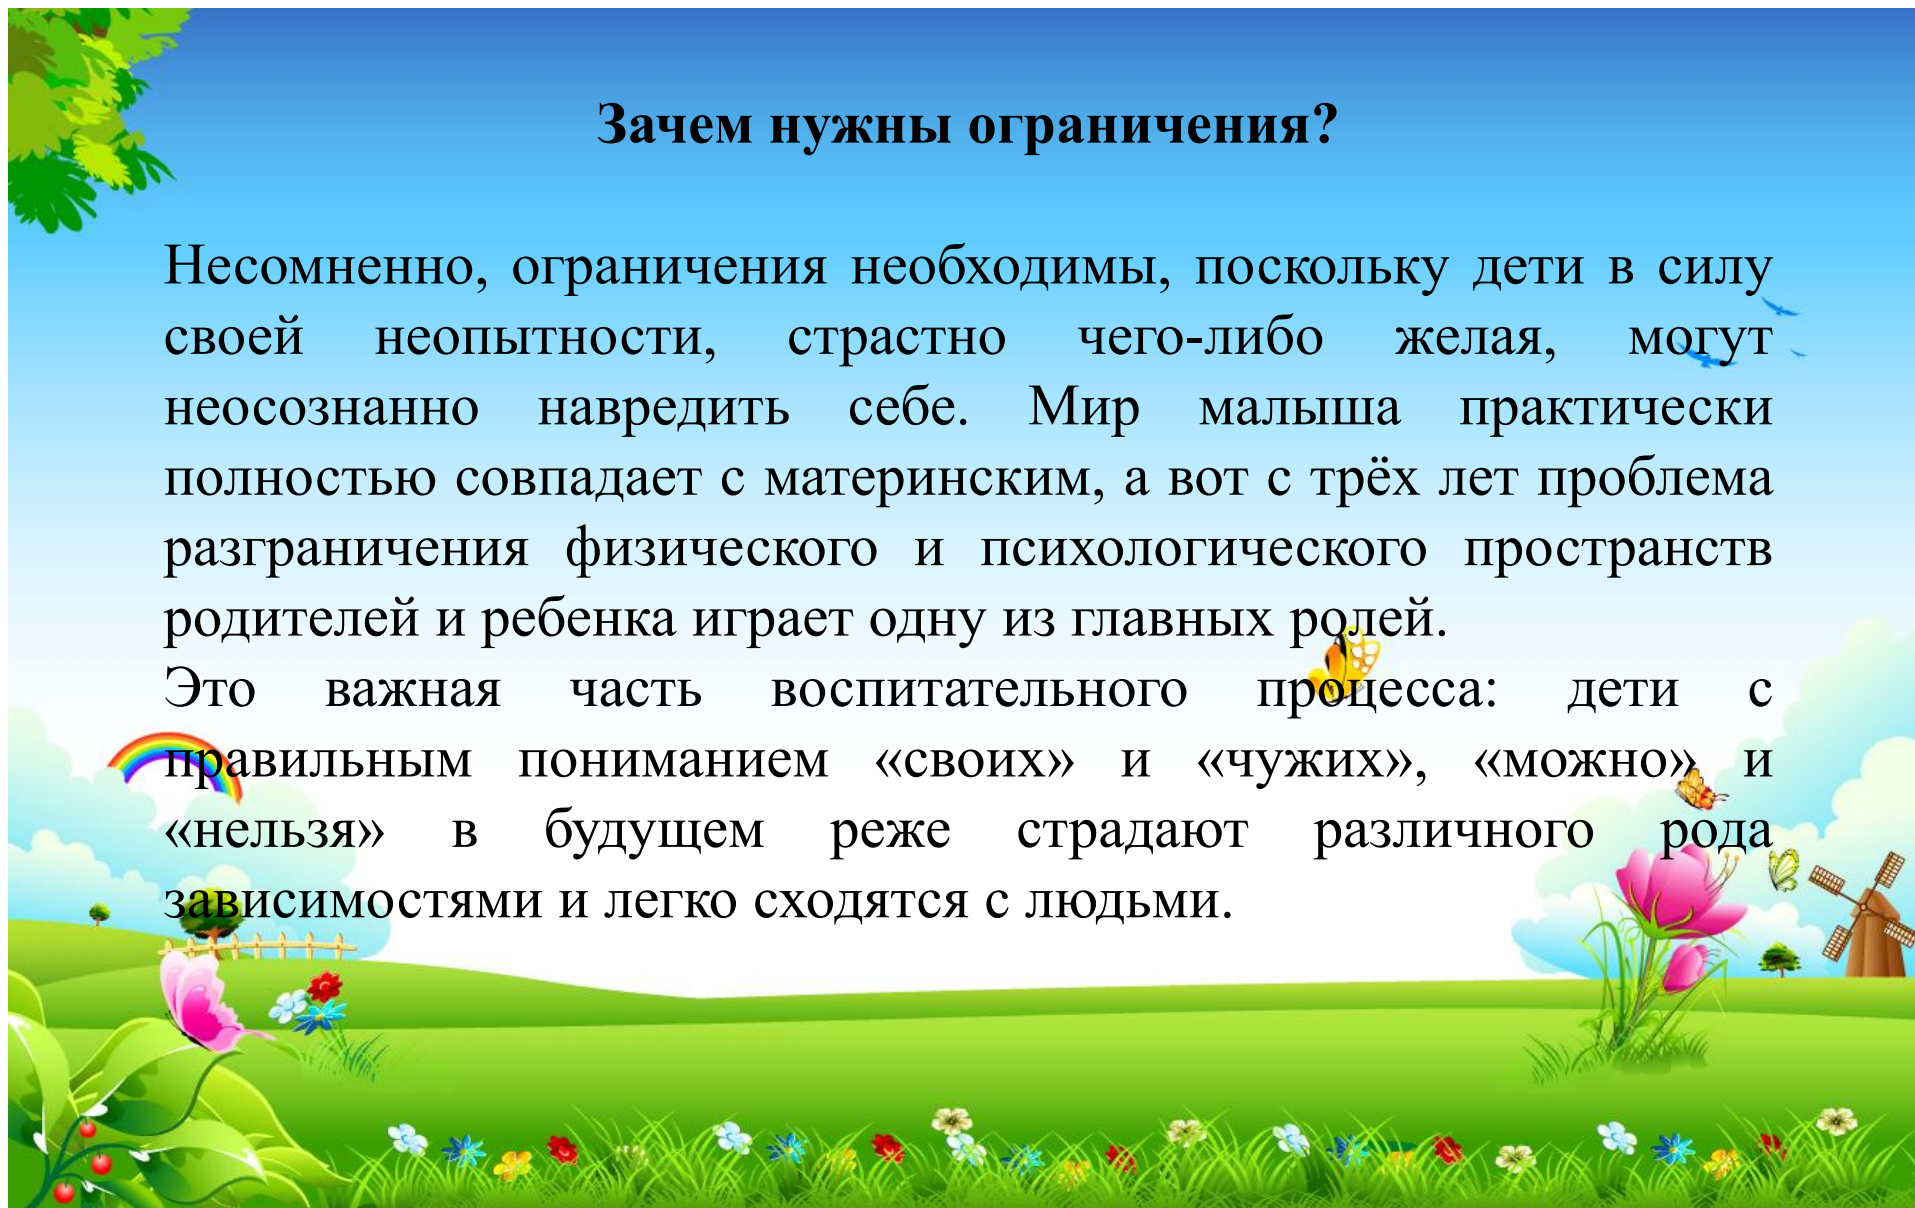 Зачем нужны ограничения?
Несомненно, ограничения необходимы, поскольку дети в силу
своей неопытности, страстно чего-либо желая, могут
неосознанно навредить себе. Мир малыша практически
полностью совпадает с материнским, а вот с трёх лет проблема
разграничения физического и психологического пространств
родителей и ребенка играет одну из главных ролей.
Это важная часть воспитательного процесса: дети с
правильным пониманием «своих» и «чужих», «можно» и
«нельзя» в будущем реже страдают различного рода
зависимостями и легко сходятся с людьми.